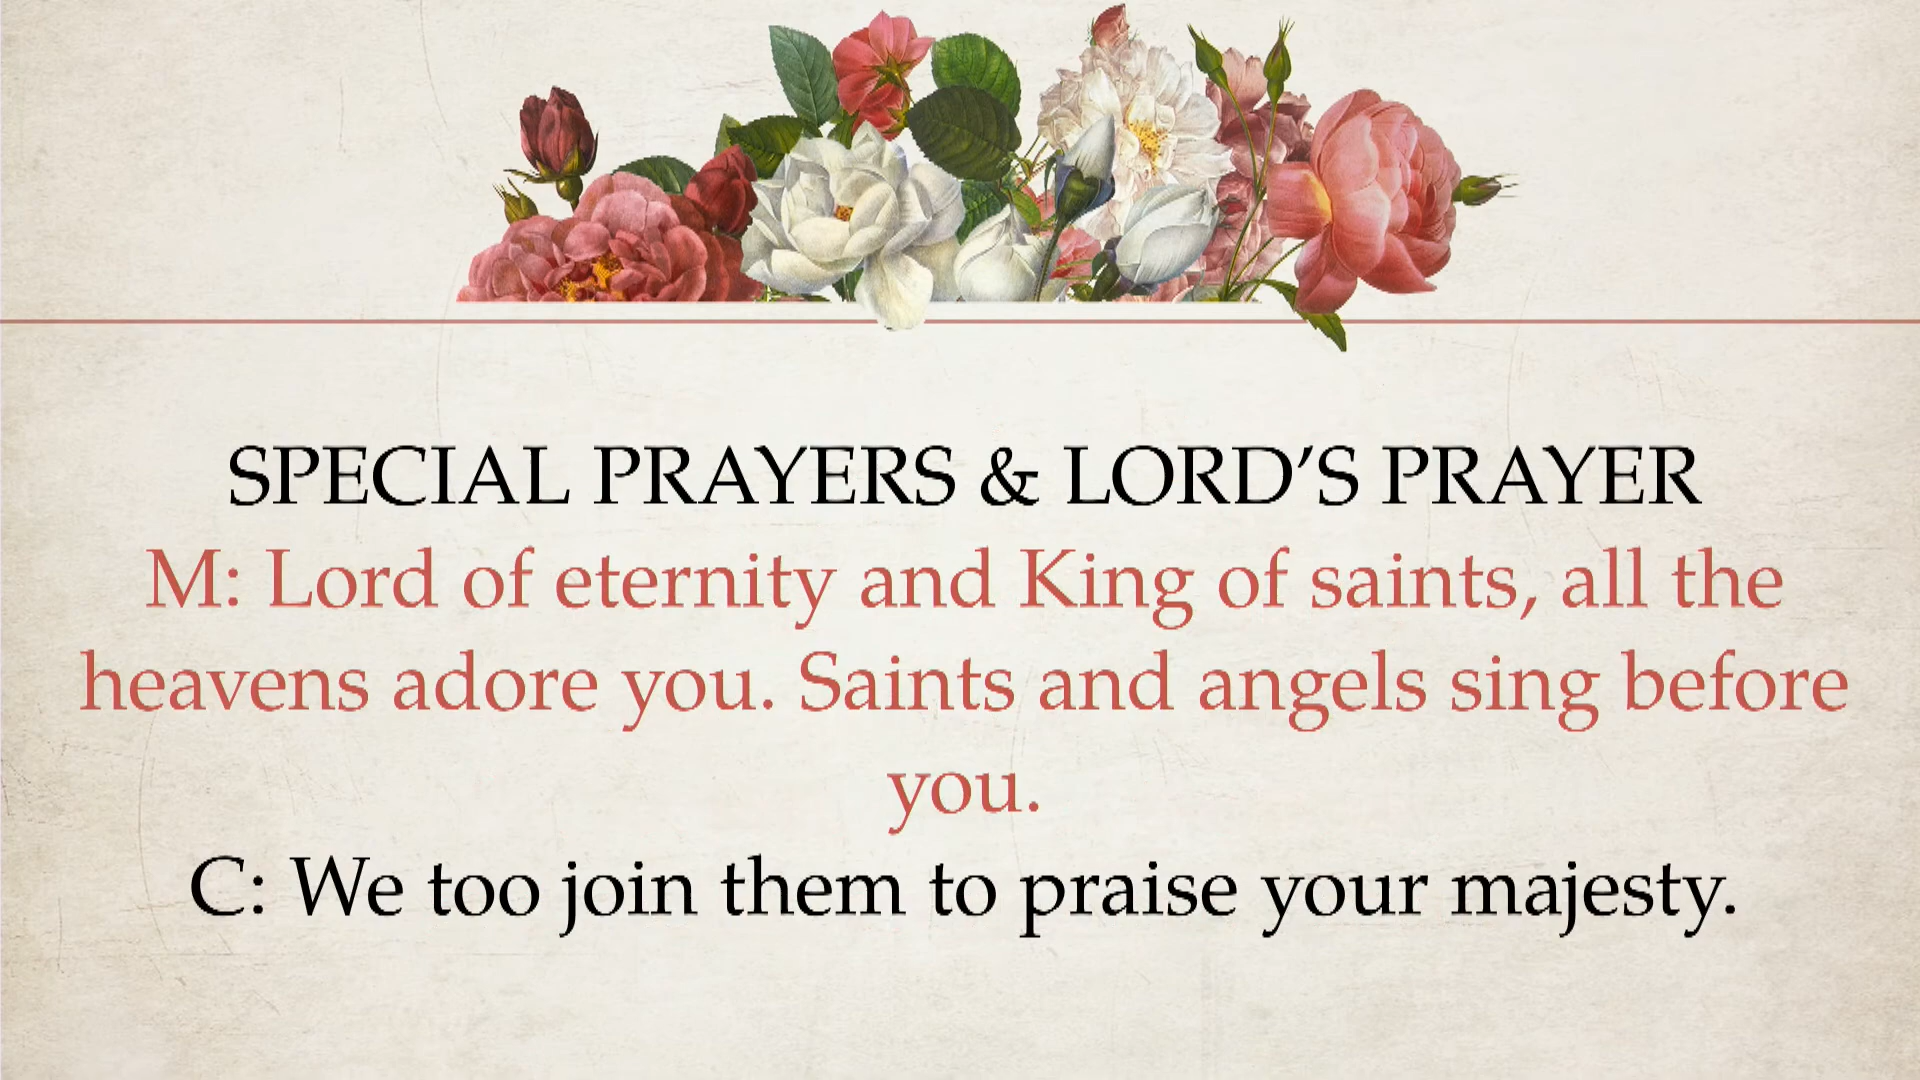 SPECIAL PRAYERS & LORD’S PRAYER
M: Lord of eternity and King of saints, all the
heavens adore you. Saints and angels sing before
you.
C: We too join them to praise your majesty.